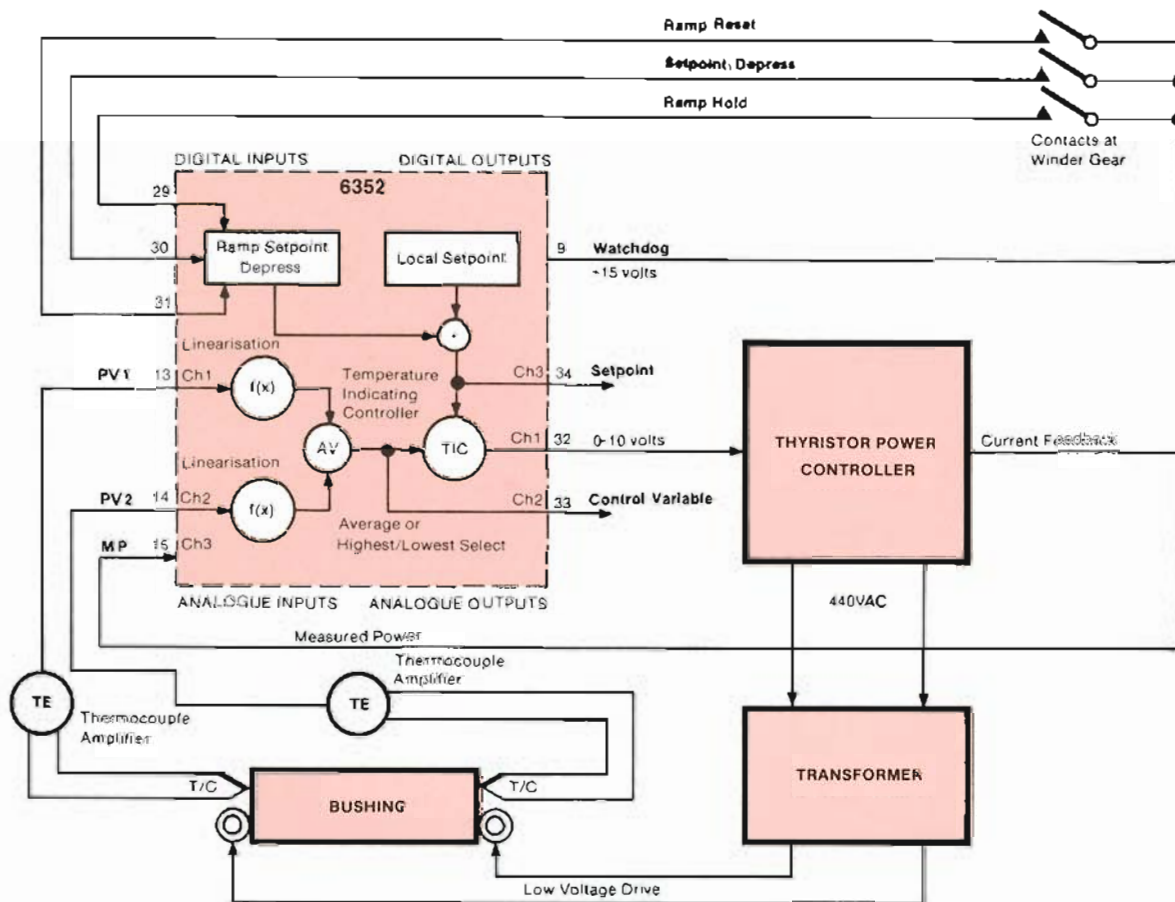 Ramp Reset
Setpoint, Depress
Ramp Hold
Contacts at
Winder Gear
DIGITAL INPUTS
DIGITAL OUTPUTS
6352
29
30
31
Ramp Setpoint
Depress
Local Setpoint
9
Watchdog
-15 volts
Linearisation
PV1
13
Ch1
f(x)
Temperature
Indicating
Controller
Ch3
34
Setpoint
AV
TIC
Ch1
32
0-10 volts
THYRISTOR POWER
CONTROLLER
Current Feedback
Linearisation
PV2
14
Ch2
f(x)
Ch2
33
Control Variable
MP
15
Ch3
Average or
Highest/Lowest Select
ANALOGUE INPUTS
ANALOGUE OUTPUTS
440VAC
Measured Power
Thermocouple
Amplifier
TE
TE
Thermocouple
Amplifier
T/C
BUSHING
T/C
TRANSFORMER
Low Voltage Drive